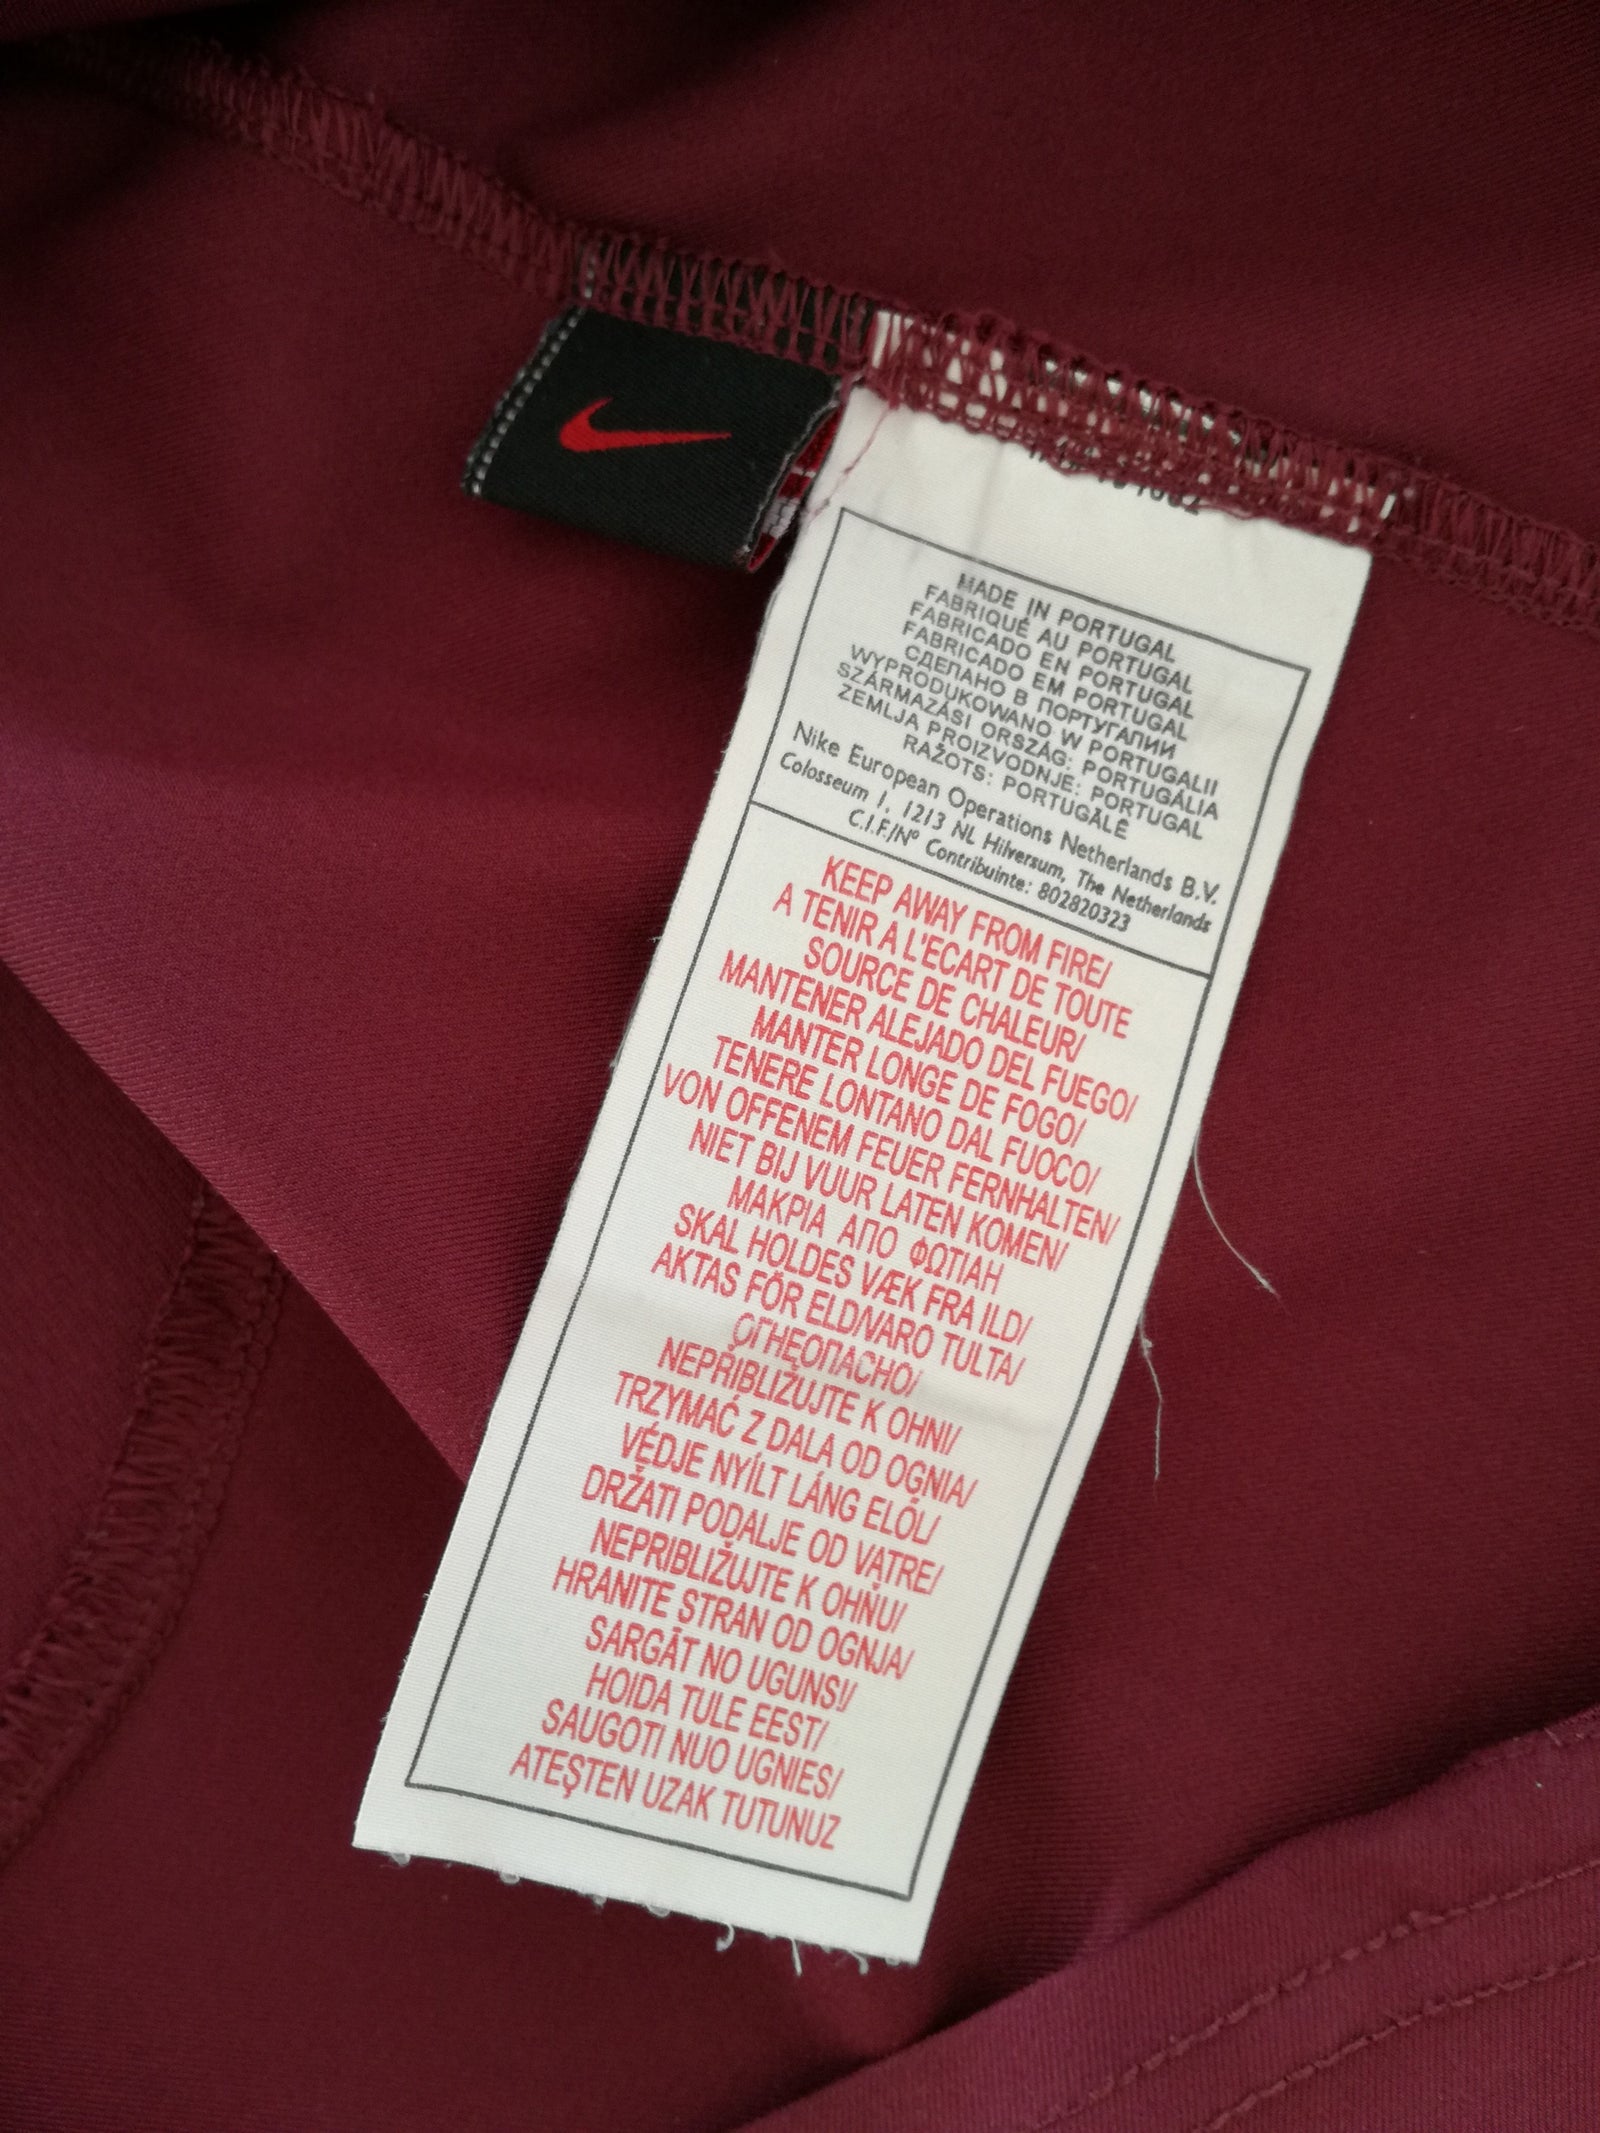 MADE IN PORTUGAL
FABRIQUÉ AU PORTUGAL
FABRICADO EN PORTUGAL
FABRICADO EM PORTUGAL
СДЕЛАНО В ПОРТУГАЛИИ
WYPRODUKOWANO W PORTUGALII
SZÁRMAZÁSI ORSZÁG: PORTUGÁLIA
ZEMLJA PROIZVODNJE: PORTUGAL
RAŽOTS: PORTUGĀLĒ
Nike European Operations Netherlands B.V.
Colosseum 1, 1213 NL Hilversum, The Netherlands
C.I.F./Nº Contribuinte: 802820323
KEEP AWAY FROM FIRE/
A TENIR A L'ECART DE TOUTE
SOURCE DE CHALEUR/
MANTENER ALEJADO DEL FUEGO/
MANTER LONGE DE FOGO/
TENERE LONTANO DAL FUOCO/
VON OFFENEM FEUER FERNHALTEN/
NIET BIJ VUUR LATEN KOMEN/
ΜΑΚΡΙΑ ΑΠΟ ΦΩΤΙΑΗ
SKAL HOLDES VÆK FRA ILD/
AKTAS FÖR ELD/VARO TULTA/
ОГНЕОПАСНО/
NEPŘIBLIŽUJTE K OHNI/
TRZYMAĆ Z DALA OD OGNIA/
VÉDJE NYÍLT LÁNG ELŐL/
DRŽATI PODALJE OD VATRE/
NEPRIBLIŽUJTE K OHŇU/
HRANITE STRAN OD OGNJA/
SARGĀT NO UGUNS!/
HOIDA TULE EEST/
SAUGOTI NUO UGNIES/
ATEŞTEN UZAK TUTUNUZ